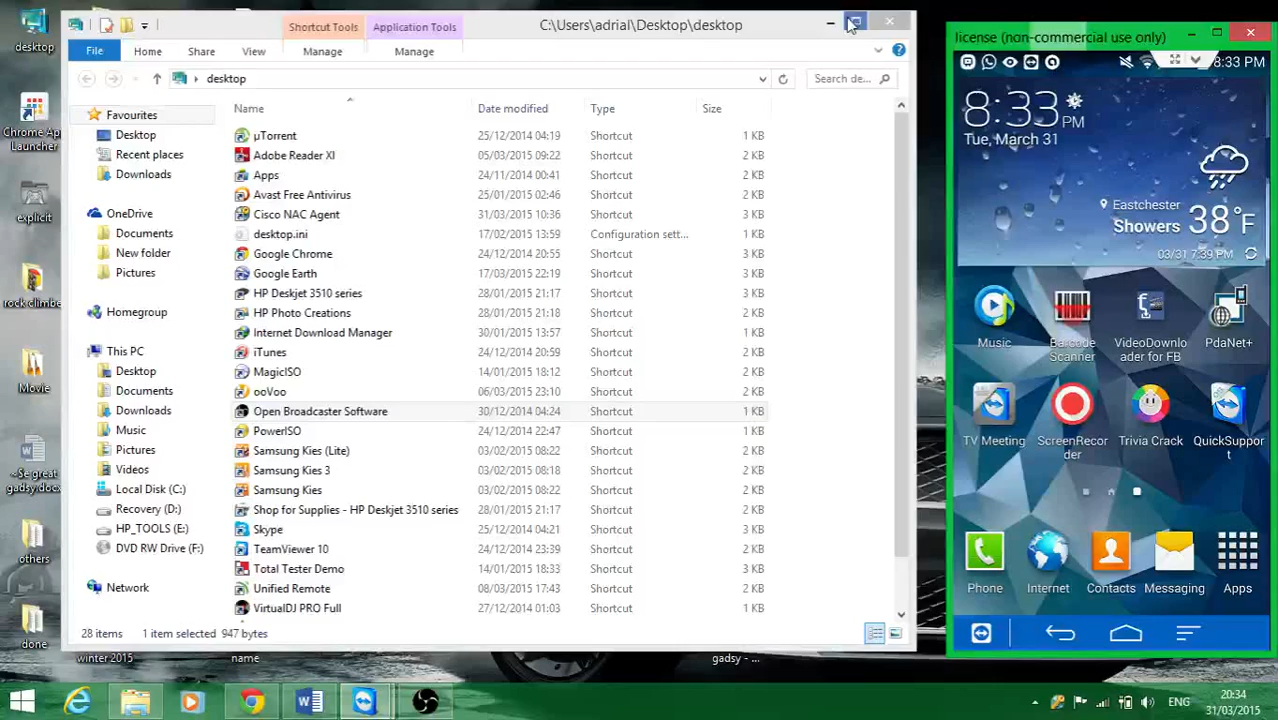 desktop
Chrome App
Launcher
explicit
rock climbe
Movie
~$e great
gadsy.docx
others
done
winter 2015
name
gadsy - ...
Shortcut Tools
Application Tools
C:\Users\adrial\Desktop\desktop
File
Home
Share
View
Manage
Manage
desktop
Search de...
Name
Date modified
Type
Size
Favourites
Desktop
Recent places
Downloads
OneDrive
Documents
New folder
Pictures
Homegroup
This PC
Desktop
Documents
Downloads
Music
Pictures
Videos
Local Disk (C:)
Recovery (D:)
HP_TOOLS (E:)
DVD RW Drive (F:)
Network
µTorrent 25/12/2014 04:19 Shortcut 1 KB
Adobe Reader XI 05/03/2015 09:22 Shortcut 2 KB
Apps 24/11/2014 00:41 Shortcut 2 KB
Avast Free Antivirus 25/01/2015 02:46 Shortcut 2 KB
Cisco NAC Agent 31/03/2015 10:36 Shortcut 3 KB
desktop.ini 17/02/2015 13:59 Configuration sett... 1 KB
Google Chrome 24/12/2014 20:55 Shortcut 3 KB
Google Earth 17/03/2015 22:19 Shortcut 3 KB
HP Deskjet 3510 series 28/01/2015 21:17 Shortcut 3 KB
HP Photo Creations 28/01/2015 21:18 Shortcut 2 KB
Internet Download Manager 30/01/2015 13:57 Shortcut 1 KB
iTunes 24/12/2014 20:59 Shortcut 2 KB
MagicISO 14/01/2015 18:12 Shortcut 2 KB
ooVoo 06/03/2015 23:10 Shortcut 2 KB
Open Broadcaster Software 30/12/2014 04:24 Shortcut 1 KB
PowerISO 24/12/2014 22:47 Shortcut 2 KB
Samsung Kies (Lite) 03/02/2015 08:22 Shortcut 2 KB
Samsung Kies 3 03/02/2015 08:18 Shortcut 2 KB
Samsung Kies 03/02/2015 08:22 Shortcut 2 KB
Shop for Supplies - HP Deskjet 3510 series 28/01/2015 21:17 Shortcut 2 KB
Skype 25/12/2014 04:21 Shortcut 3 KB
TeamViewer 10 24/12/2014 23:39 Shortcut 2 KB
Total Tester Demo 14/01/2015 18:33 Shortcut 2 KB
Unified Remote 08/03/2015 17:43 Shortcut 2 KB
VirtualDJ PRO Full 27/12/2014 01:03 Shortcut 1 KB
28 items 1 item selected 947 bytes
license (non-commercial use only)
8:33 PM
8:33 PM
Tue, March 31
Eastchester
Showers 38°F
03/31 7:39 PM
Music
Barcode
Scanner
VideoDownlo
ader for FB
PdaNet+
TV Meeting
ScreenRecor
der
Trivia Crack
QuickSuppor
t
Phone
Internet
Contacts
Messaging
Apps
ENG
20:34
31/03/2015